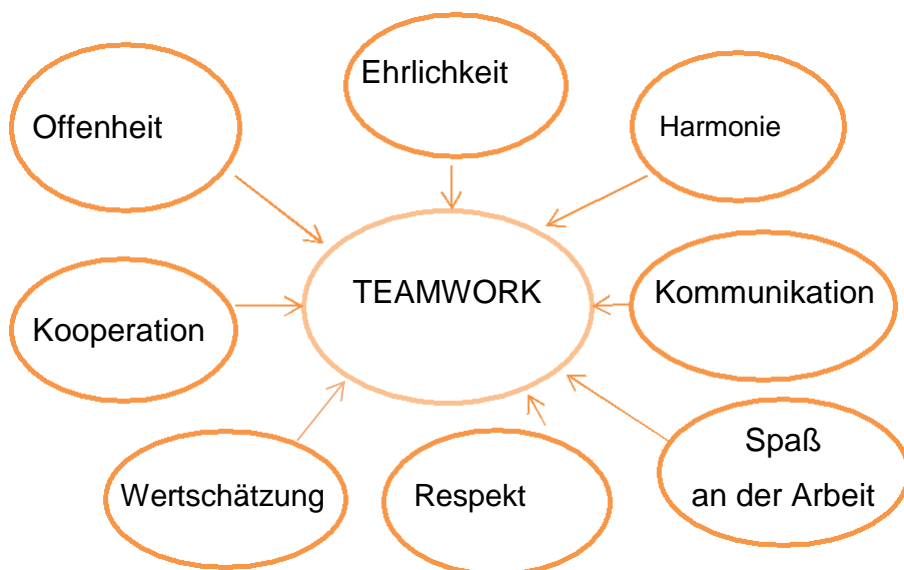 Ehrlichkeit
Offenheit
Harmonie
TEAMWORK
Kommunikation
Kooperation
Spaß
an der Arbeit
Wertschätzung
Respekt